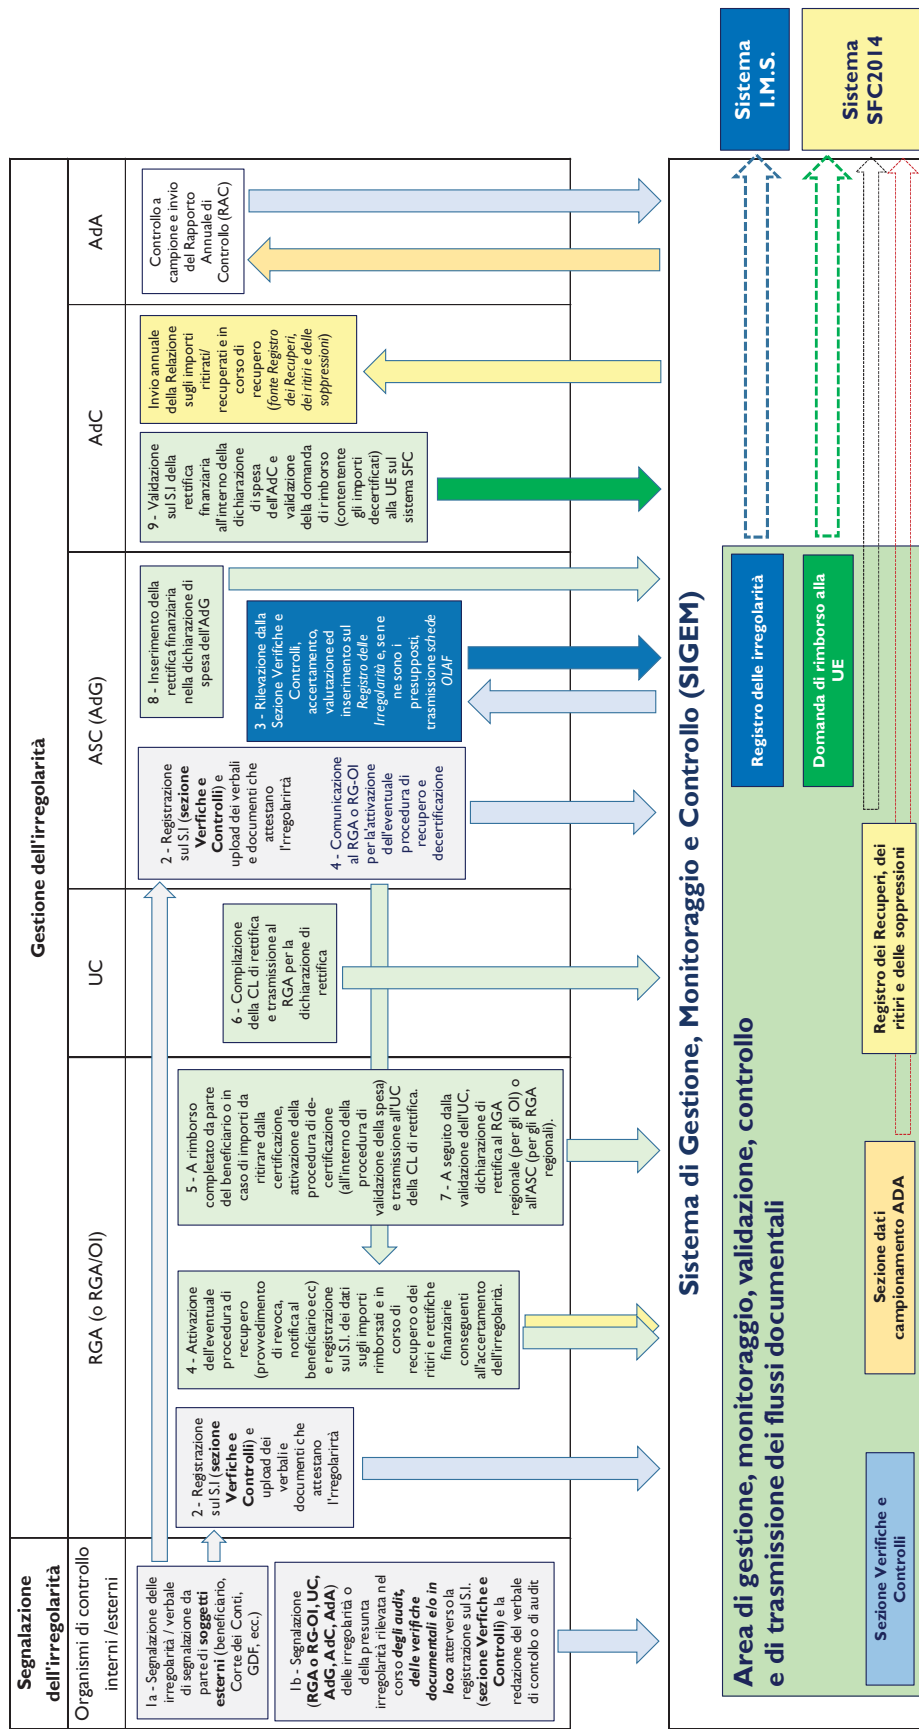 Segnalazione
dell'irregolarità
Gestione dell'irregolarità
Organismi di controllo
interni /esterni
RGA (o RGA/OI)
UC
ASC (AdG)
AdC
AdA
1a - Segnalazione delle
irregolarità / verbale
di segnalazione da
parte di soggetti
esterni (beneficiario,
Corte dei Conti,
GDF, ecc.)
1b - Segnalazione
(RGA o RG-OI, UC,
AdG, AdC, AdA)
delle irregolarità o
della presunta
irregolarità rilevata nel
corso degli audit,
delle verifiche
documentali e/o in
loco atterverso la
registrazione sul S.I.
(sezione Verifiche e
Controlli) e la
redazione del verbale
di controllo o di audit
2 - Registrazione
sul S.I (sezione
Verfiche e
Controlli) e
upload dei
verbali e
documenti che
attestano
l'rregolarirtà
4 - Attivazione
dell'eventuale
procedura di
recupero
(provvedimento
di revoca,
notifica al
beneficiario ecc)
e registrazione
sul S.I. dei dati
sugli importi
rimborsati e in
corso di
recupero o dei
ritiri e rettifiche
finanziarie
conseguenti
all'accertamento
dell'irregolarità.
5 - A rimborso
completato da parte
del beneficiario o in
caso di importi da
ritirare dalla
certificazione,
attivazione della
procedura di de-
certificazione
(all'interno della
procedura di
validazione della spesa)
e trasmissione all'UC
della CL di rettifica.
7 - A seguito dalla
validazione dell'UC,
dichiarazione di
rettifica al RGA
regionale (per gli OI) o
all'ASC (per gli RGA
regionali).
6 - Compilazione
della CL di rettifica
e trasmissione al
RGA per la
dichiarazione di
rettifica
2 - Registrazione
sul S.I (sezione
Verfiche e
Controlli) e
upload dei verbali
e documenti che
attestano
l'rregolarirtà
4 - Comunicazione
al RGA o RG-OI
per la'attivazione
dell'eventuale
procedura di
recupero e
decertificazione
8 - Inserimento della
rettifica finanziaria
nella dichiarazione di
spesa dell'AdG
3 - Rilevazione dalla
Sezione Verifiche e
Controlli,
accertamento,
valutazione ed
inserimento sul
Registro delle
Irregolarità e, se ne
ne sono i
presupposti,
trasmissione schede
OLAF
9 - Validazione
sul S.I della
rettifica
finanziaria
all'interno della
dichiarazione
di spesa
dell'AdC e
validazione
della domanda
di rimborso
(contentente
gli importi
decertificati)
alla UE sul
sistema SFC
Invio annuale
della Relazione
sugli importi
ritirati/
recuperati e in
corso di
recupero
(fonte Registro
dei Recuperi,
dei ritiri e delle
soppressioni)
Controllo a
campione e invio
del Rapporto
Annuale di
Controllo (RAC)
Sistema di Gestione, Monitoraggio e Controllo (SIGEM)
Area di gestione, monitoraggio, validazione, controllo
e di trasmissione dei flussi documentali
Sezione Verifiche e
Controlli
Sezione dati
campionamento ADA
Registro dei Recuperi, dei
ritiri e delle soppressioni
Registro delle irregolarità
Domanda di rimborso alla
UE
Sistema
I.M.S.
Sistema
SFC2014